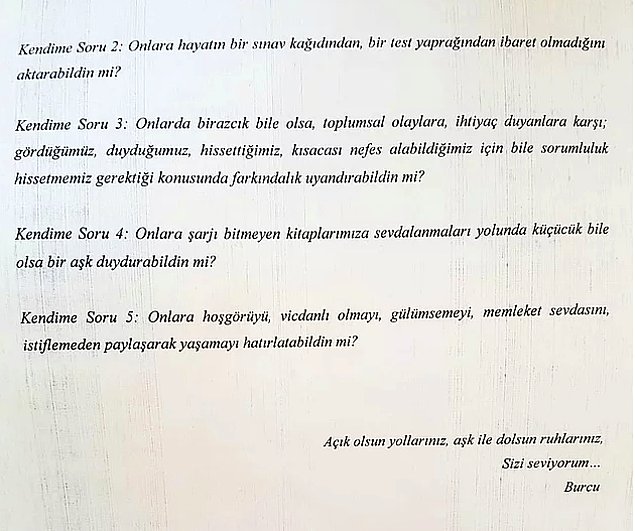 Kendime Soru 2: Onlara hayatın bir sınav kağıdından, bir test yaprağından ibaret olmadığını
aktarabildin mi?
Kendime Soru 3: Onlarda birazcık bile olsa, toplumsal olaylara, ihtiyaç duyanlara karşı;
gördüğümüz, duyduğumuz, hissettiğimiz, kısacası nefes alabildiğimiz için bile sorumluluk
hissetmemiz gerektiği konusunda farkındalık uyandırabildin mi?
Kendime Soru 4: Onlara şarjı bitmeyen kitaplarımıza sevdalanmaları yolunda küçücük bile
olsa bir aşk duydurabildin mi?
Kendime Soru 5: Onlara hoşgörüyü, vicdanlı olmayı, gülümsemeyi, memleket sevdasını,
istiflemeden paylaşarak yaşamayı hatırlatabildin mi?
Açık olsun yollarınız, aşk ile dolsun ruhlarınız,
Sizi seviyorum...
Burcu